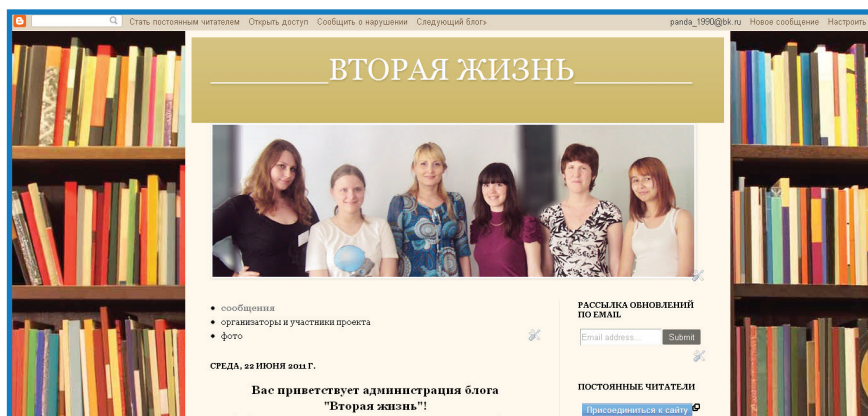 Стать постоянным читателем Открыть доступ Сообщить о нарушении Следующий блог»
panda_1990@bk.ru Новое сообщение Настроить
ВТОРАЯ ЖИЗНЬ
сообщения
организаторы и участники проекта
фото
СРЕДА, 22 ИЮНЯ 2011 Г.
Вас приветствует администрация блога
"Вторая жизнь"!
РАССЫЛКА ОБНОВЛЕНИЙ
ПО EMAIL
Email address... Submit
ПОСТОЯННЫЕ ЧИТАТЕЛИ
Присоединиться к сайту